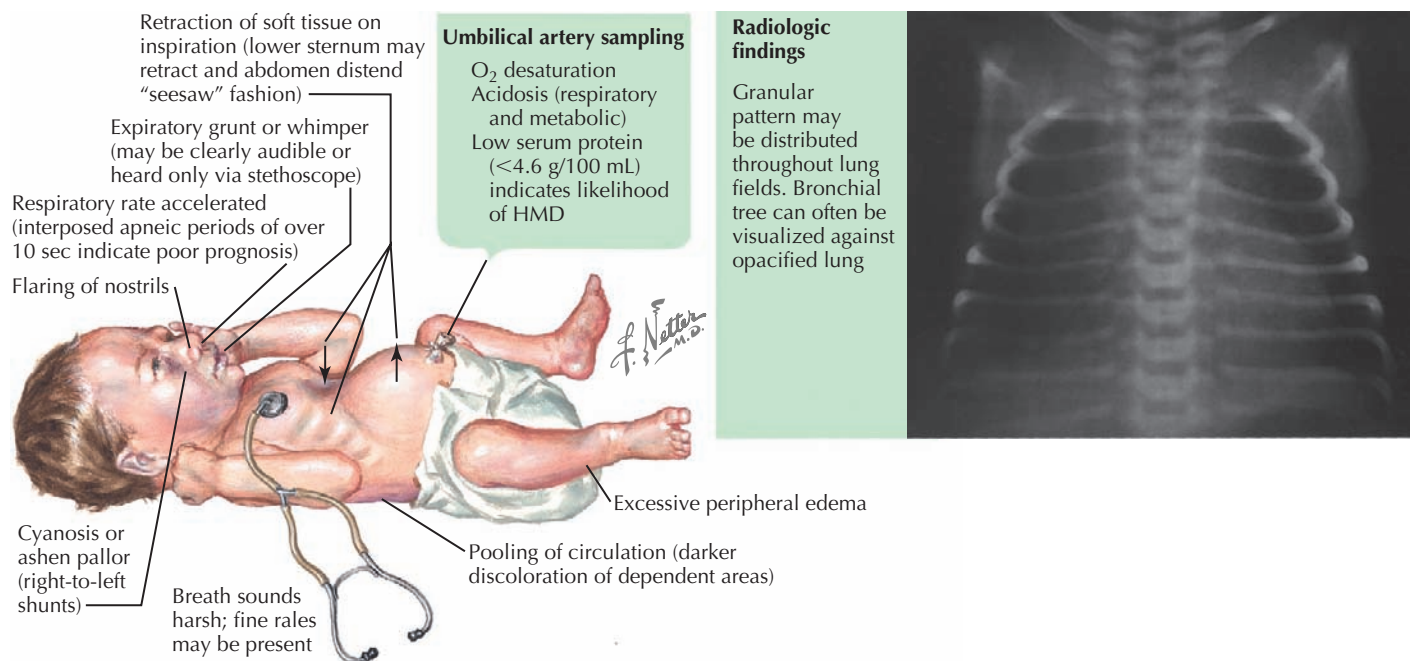 Retraction of soft tissue on
inspiration (lower sternum may
retract and abdomen distend
“seesaw” fashion)
Expiratory grunt or whimper
(may be clearly audible or
heard only via stethoscope)
Respiratory rate accelerated
(interposed apneic periods of over
10 sec indicate poor prognosis)
Flaring of nostrils
Cyanosis or
ashen pallor
(right-to-left
shunts)
Breath sounds
harsh; fine rales
may be present
Umbilical artery sampling
O2 desaturation
Acidosis (respiratory
and metabolic)
Low serum protein
(<4.6 g/100 mL)
indicates likelihood
of HMD
F. Netter
M.D.
Excessive peripheral edema
Pooling of circulation (darker
discoloration of dependent areas)
Radiologic
findings
Granular
pattern may
be distributed
throughout lung
fields. Bronchial
tree can often be
visualized against
opacified lung